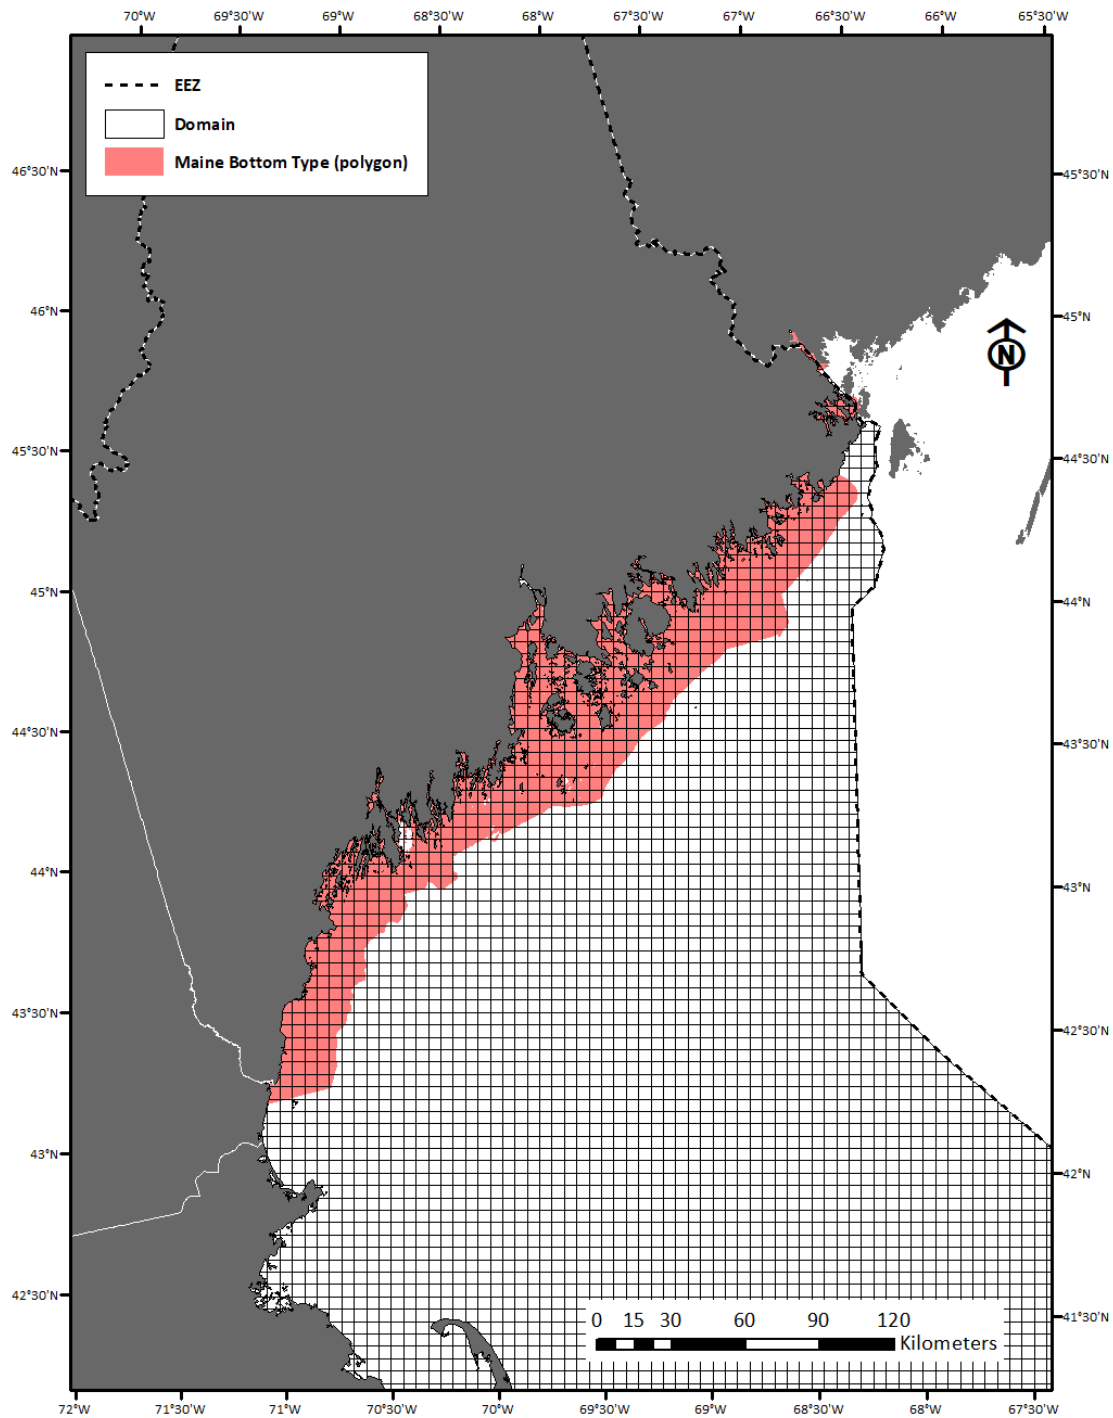 70°W 69°30'W 69°W 68°30'W 68°W 67°30'W 67°W 66°30'W 66°W 65°30'W
EEZ
Domain
Maine Bottom Type (polygon)
46°30'N 45°30'N
46°N 45°N
N
45°30'N 44°30'N
45°N 44°N
44°30'N 43°30'N
44°N 43°N
43°30'N 42°30'N
43°N 42°N
42°30'N 41°30'N
0 15 30 60 90 120
Kilometers
72°W 71°30'W 71°W 70°30'W 70°W 69°30'W 69°W 68°30'W 68°W 67°30'W